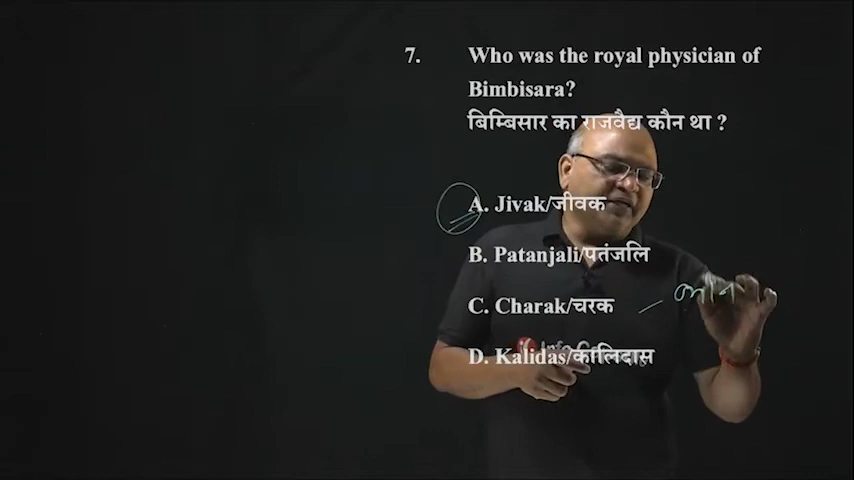 7. Who was the royal physician of
Bimbisara?
बिम्बिसार का राजवैद्य कौन था ?
A. Jivak/जीवक
B. Patanjali/पतंजलि
C. Charak/चरक
D. Kalidas/कालिदास